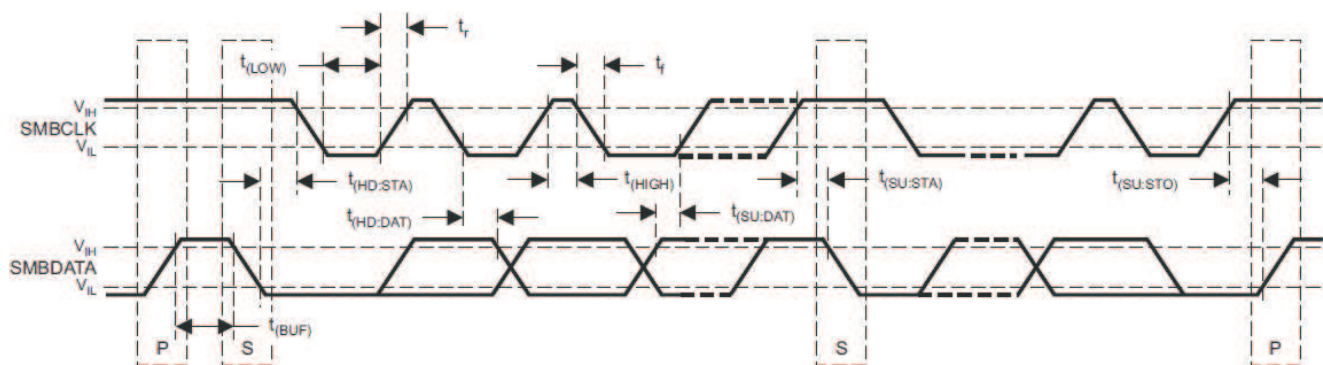 tr
t(LOW)
tf
VIH
SMBCLK
VIL
t(HD:STA)
t(HIGH)
t(SU:STA)
t(SU:STO)
t(HD:DAT)
t(SU:DAT)
VIH
SMBDATA
VIL
t(BUF)
P
S
S
P